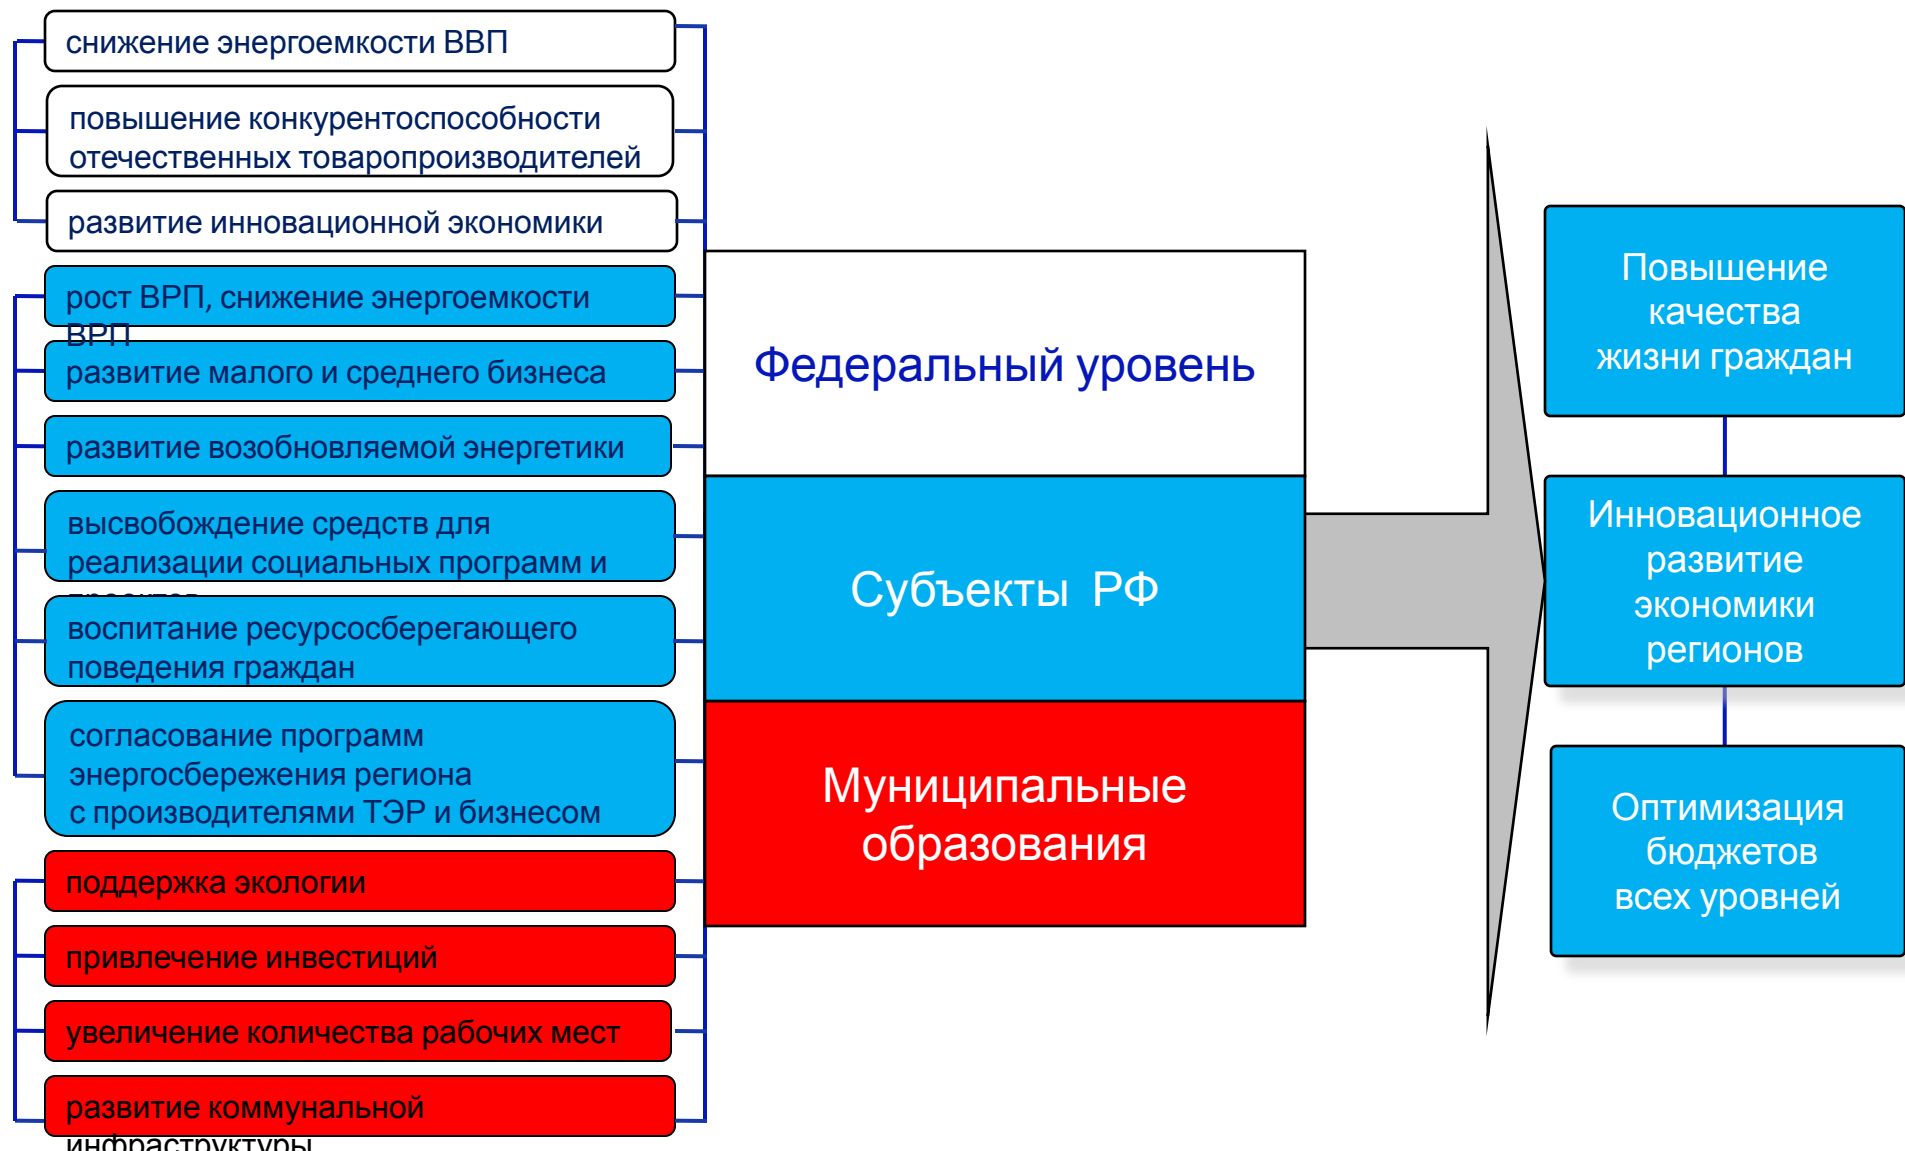 снижение энергоемкости ВВП
повышение конкурентоспособности
отечественных товаропроизводителей
развитие инновационной экономики
рост ВРП, снижение энергоемкости
ВРП
развитие малого и среднего бизнеса
развитие возобновляемой энергетики
высвобождение средств для
реализации социальных программ и
воспитание ресурсосберегающего
поведения граждан
согласование программ
энергосбережения региона
с производителями ТЭР и бизнесом
поддержка экологии
привлечение инвестиций
увеличение количества рабочих мест
развитие коммунальной
инфраструктуры
Федеральный уровень
Субъекты РФ
Муниципальные
образования
Повышение
качества
жизни граждан
Инновационное
развитие
экономики
регионов
Оптимизация
бюджетов
всех уровней